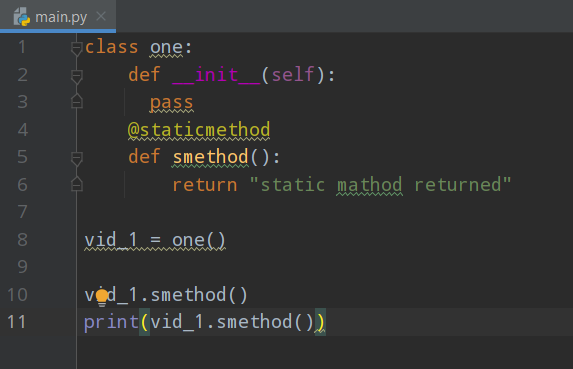 main.py
1 class one:
2     def __init__(self):
3       pass
4     @staticmethod
5     def smethod():
6         return "static mathod returned"
7
8 vid_1 = one()
9
10 vid_1.smethod()
11 print(vid_1.smethod())